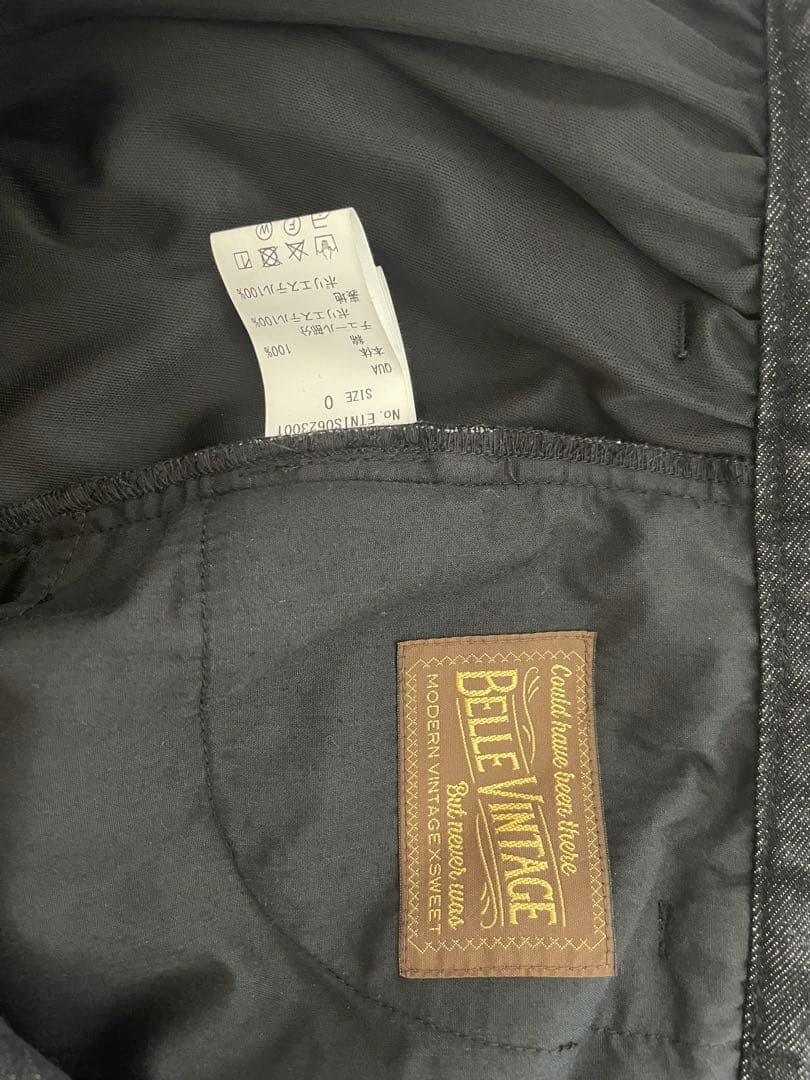 No. ETNIS0623001
SIZE 0
QUA
本体
綿 100%
チュール部分
ポリエステル100%
裏地
ポリエステル100%
W F
Could have been there
BELLE VINTAGE
But never was
MODERN VINTAGE X SWEET